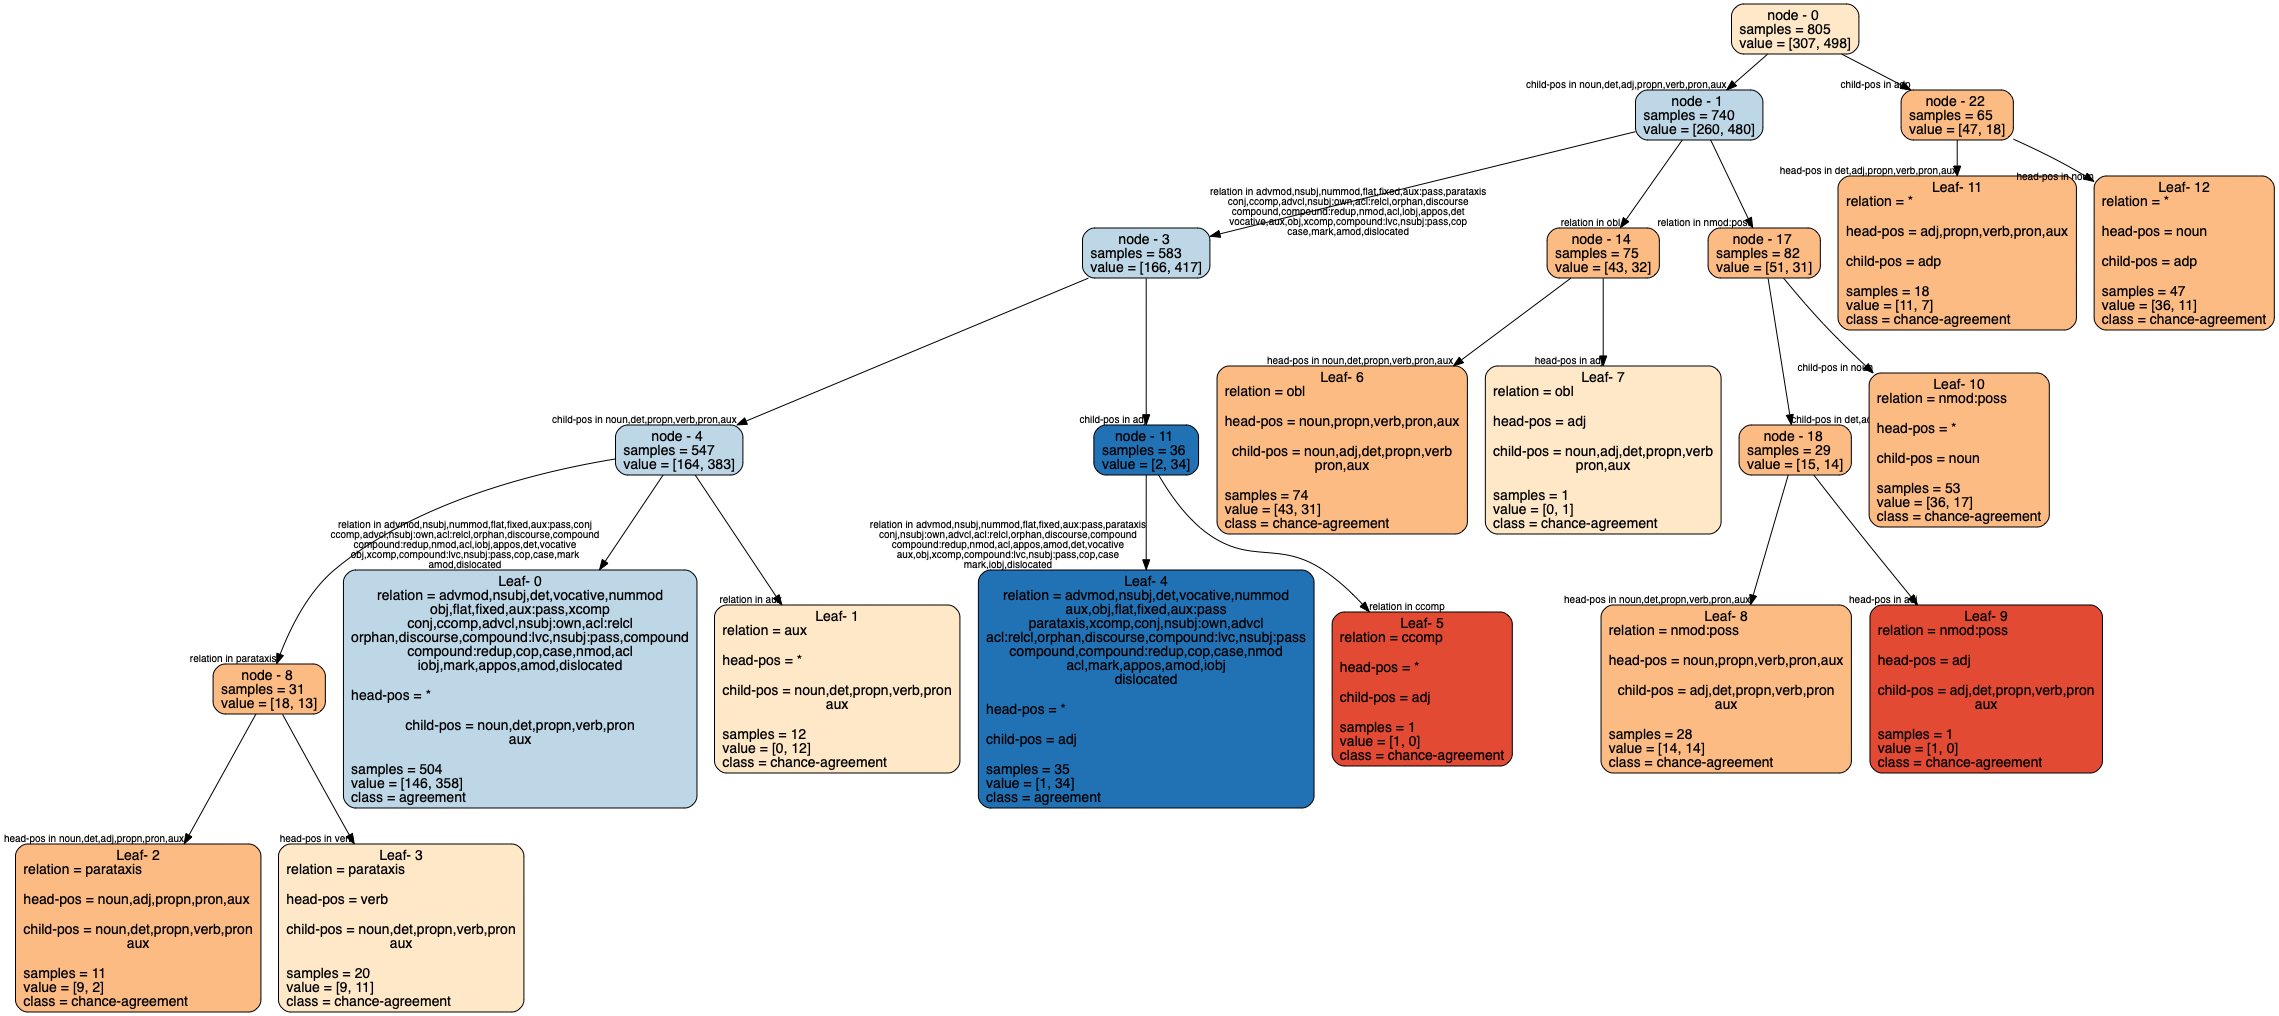 node - 0
samples = 805
value = [307, 498]
child-pos in noun,det,adj,propn,verb,pron,aux
child-pos in adp
node - 1
samples = 740
value = [260, 480]
node - 22
samples = 65
value = [47, 18]
relation in advmod,nsubj,nummod,flat,fixed,aux:pass,parataxis
conj,ccomp,advcl,nsubj:own,acl:relcl,orphan,discourse
compound,compound:redup,nmod,acl,iobj,appos,det
vocative,aux,obj,xcomp,compound:lvc,nsubj:pass,cop
case,mark,amod,dislocated
relation in obl
relation in nmod:poss
head-pos in det,adj,propn,verb,pron,aux
head-pos in noun
node - 3
samples = 583
value = [166, 417]
node - 14
samples = 75
value = [43, 32]
node - 17
samples = 82
value = [51, 31]
Leaf- 11
relation = *
head-pos = adj,propn,verb,pron,aux
child-pos = adp
samples = 18
value = [11, 7]
class = chance-agreement
Leaf- 12
relation = *
head-pos = noun
child-pos = adp
samples = 47
value = [36, 11]
class = chance-agreement
child-pos in noun,det,propn,verb,pron,aux
child-pos in adj
head-pos in noun,det,propn,verb,pron,aux
head-pos in adj
child-pos in det,ad
child-pos in noun
node - 4
samples = 547
value = [164, 383]
node - 11
samples = 36
value = [2, 34]
Leaf- 6
relation = obl
head-pos = noun,propn,verb,pron,aux
child-pos = noun,adj,det,propn,verb
pron,aux
samples = 74
value = [43, 31]
class = chance-agreement
Leaf- 7
relation = obl
head-pos = adj
child-pos = noun,adj,det,propn,verb
pron,aux
samples = 1
value = [0, 1]
class = chance-agreement
node - 18
samples = 29
value = [15, 14]
Leaf- 10
relation = nmod:poss
head-pos = *
child-pos = noun
samples = 53
value = [36, 17]
class = chance-agreement
relation in parataxis
relation in advmod,nsubj,nummod,flat,fixed,aux:pass,conj
ccomp,advcl,nsubj:own,acl:relcl,orphan,discourse,compound
compound:redup,nmod,acl,iobj,appos,det,vocative
obj,xcomp,compound:lvc,nsubj:pass,cop,case,mark
amod,dislocated
relation in aux
relation in advmod,nsubj,nummod,flat,fixed,aux:pass,parataxis
conj,nsubj:own,advcl,acl:relcl,orphan,discourse,compound
compound:redup,nmod,acl,appos,amod,det,vocative
aux,obj,xcomp,compound:lvc,nsubj:pass,cop,case
mark,iobj,dislocated
relation in ccomp
head-pos in noun,det,propn,verb,pron,aux
head-pos in adj
node - 8
samples = 31
value = [18, 13]
Leaf- 0
relation = advmod,nsubj,det,vocative,nummod
obj,flat,fixed,aux:pass,xcomp
conj,ccomp,advcl,nsubj:own,acl:relcl
orphan,discourse,compound:lvc,nsubj:pass,compound
compound:redup,cop,case,nmod,acl
iobj,mark,appos,amod,dislocated
head-pos = *
child-pos = noun,det,propn,verb,pron
aux
samples = 504
value = [146, 358]
class = agreement
Leaf- 1
relation = aux
head-pos = *
child-pos = noun,det,propn,verb,pron
aux
samples = 12
value = [0, 12]
class = chance-agreement
Leaf- 4
relation = advmod,nsubj,det,vocative,nummod
aux,obj,flat,fixed,aux:pass
parataxis,xcomp,conj,nsubj:own,advcl
acl:relcl,orphan,discourse,compound:lvc,nsubj:pass
compound,compound:redup,cop,case,nmod
acl,mark,appos,amod,iobj
dislocated
head-pos = *
child-pos = adj
samples = 35
value = [1, 34]
class = agreement
Leaf- 5
relation = ccomp
head-pos = *
child-pos = adj
samples = 1
value = [1, 0]
class = chance-agreement
Leaf- 8
relation = nmod:poss
head-pos = noun,propn,verb,pron,aux
child-pos = adj,det,propn,verb,pron
aux
samples = 28
value = [14, 14]
class = chance-agreement
Leaf- 9
relation = nmod:poss
head-pos = adj
child-pos = adj,det,propn,verb,pron
aux
samples = 1
value = [1, 0]
class = chance-agreement
head-pos in noun,det,adj,propn,pron,aux
head-pos in verb
Leaf- 2
relation = parataxis
head-pos = noun,adj,propn,pron,aux
child-pos = noun,det,propn,verb,pron
aux
samples = 11
value = [9, 2]
class = chance-agreement
Leaf- 3
relation = parataxis
head-pos = verb
child-pos = noun,det,propn,verb,pron
aux
samples = 20
value = [9, 11]
class = chance-agreement